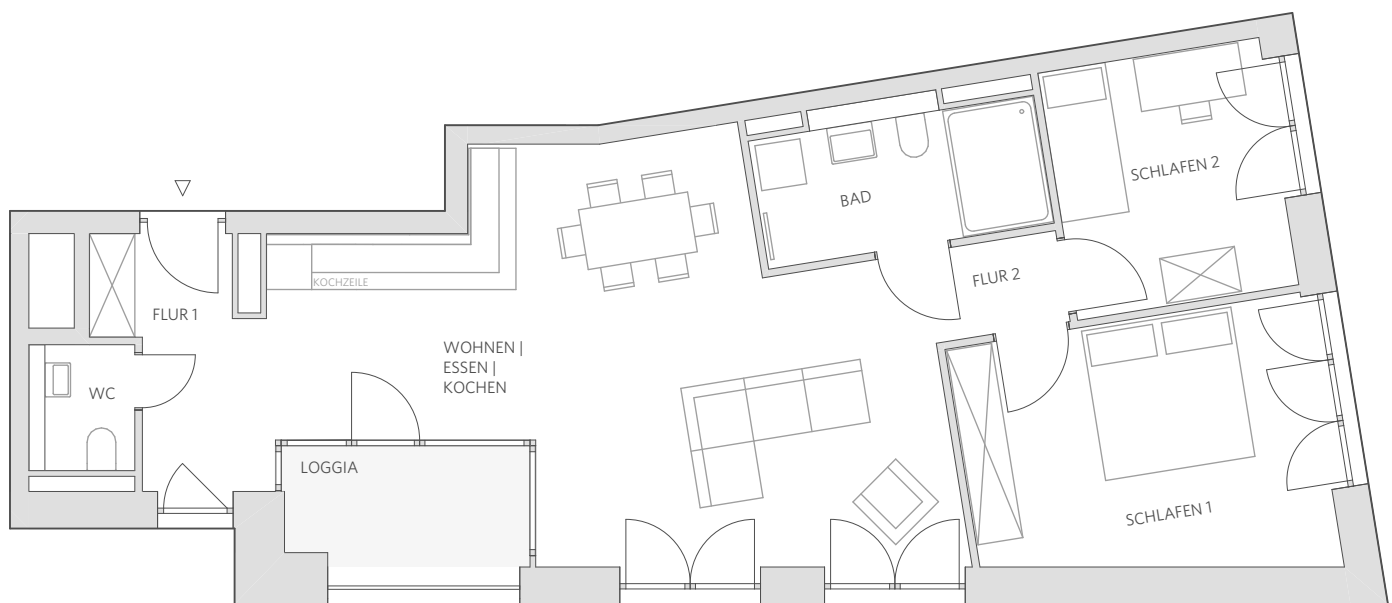 SCHLAFEN 2
BAD
FLUR 2
KOCHZEILE
FLUR 1
WOHNEN |
ESSEN |
KOCHEN
WC
LOGGIA
SCHLAFEN 1